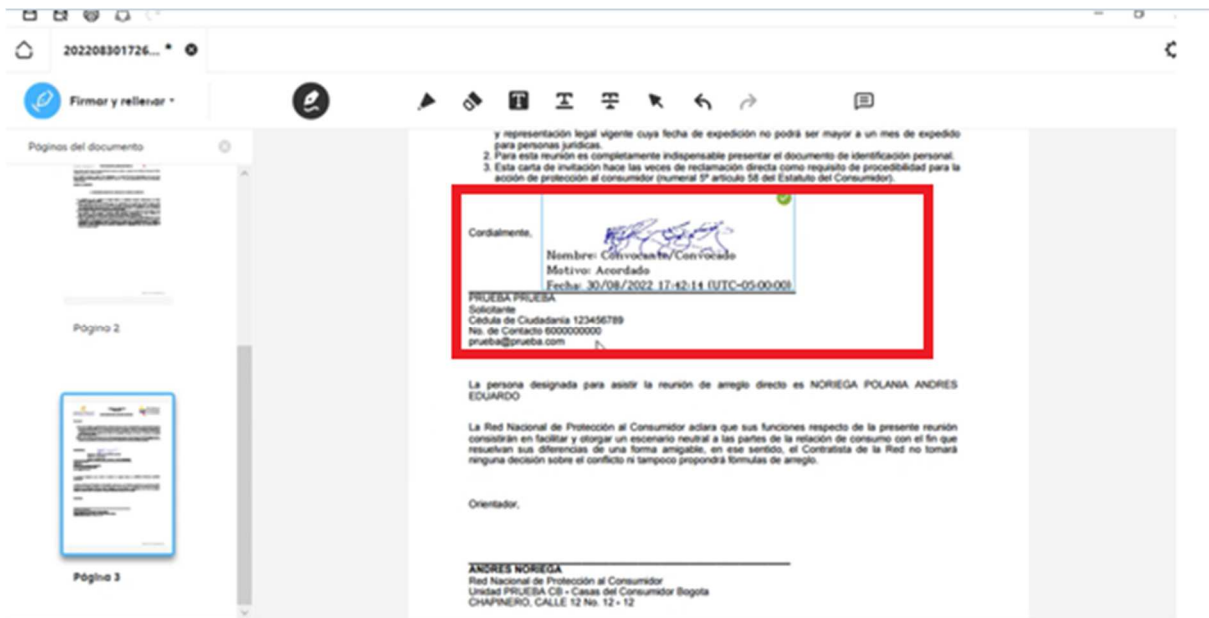 202208301726... *
Firmar y rellenar
Páginas del documento
y representación legal vigente cuya fecha de expedición no podrá ser mayor a un mes de expedido
para personas jurídicas.
2. Para esta reunión es completamente indispensable presentar el documento de identificación personal.
3. Esta carta de invitación hace las veces de reclamación directa como requisito de procedibilidad para la
acción de protección al consumidor (numeral 5º artículo 58 del Estatuto del Consumidor).
Cordialmente,
Nombre: Convocante/Convocado
Motivo: Acordado
Fecha: 30/08/2022 17:42:14 (UTC-05:00:00)
PRUEBA PRUEBA
Solicitante
Cédula de Ciudadanía 123456789
No. de Contacto 6000000000
prueba@prueba.com
Página 2
La persona designada para asistir la reunión de arreglo directo es NORIEGA POLANIA ANDRES
EDUARDO
La Red Nacional de Protección al Consumidor aclara que sus funciones respecto de la presente reunión
consistirán en facilitar y otorgar un escenario neutral a las partes de la relación de consumo con el fin que
resuelvan sus diferencias de una forma amigable, en ese sentido, el Contratista de la Red no tomará
ninguna decisión sobre el conflicto ni tampoco propondrá fórmulas de arreglo.
Orientador,
Página 3
ANDRES NORIEGA
Red Nacional de Protección al Consumidor
Unidad PRUEBA CB - Casas del Consumidor Bogota
CHAPINERO, CALLE 12 No. 12 - 12